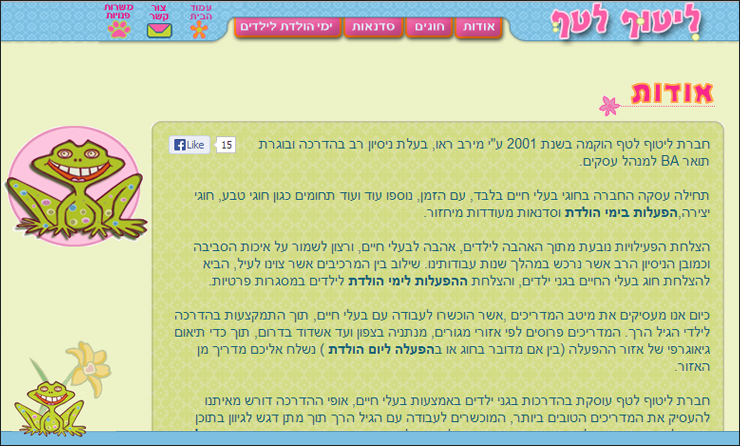 ליטוף לטף
אודות
חוגים
סדנאות
ימי הולדת לילדים
עמוד הבית
צור קשר
משרות פנויות
אודות
Like 15
חברת ליטוף לטף הוקמה בשנת 2001 ע"י מירב ראו, בעלת ניסיון רב בהדרכה ובוגרת
תואר BA למנהל עסקים.
תחילה עסקה החברה בחוגי בעלי חיים בלבד, עם הזמן, נוספו עוד ועוד תחומים כגון חוגי טבע, חוגי
יצירה,הפעלות בימי הולדת וסדנאות מעודדות מיחזור.
הצלחת הפעילויות נובעת מתוך האהבה לילדים, אהבה לבעלי חיים, ורצון לשמור על איכות הסביבה
וכמובן הניסיון הרב אשר נרכש במהלך שנות עבודותינו. שילוב בין המרכיבים אשר צוינו לעיל, הביא
להצלחת חוג בעלי החיים בגני ילדים, והצלחת ההפעלות לימי הולדת לילדים במסגרות פרטיות.
כיום אנו מעסיקים את מיטב המדריכים ,אשר הוכשרו לעבודה עם בעלי חיים, תוך התמקצעות בהדרכה
לילדי הגיל הרך. המדריכים פרוסים לפי אזורי מגורים, מנתניה בצפון ועד אשדוד בדרום, תוך כדי תיאום
גיאוגרפי של אזור ההפעלה (בין אם מדובר בחוג או בהפעלה ליום הולדת ) נשלח אליכם מדריך מן
האזור.
חברת ליטוף לטף עוסקת בהדרכות בגני ילדים באמצעות בעלי חיים, אופי ההדרכה דורש מאיתנו
להעסיק את המדריכים הטובים ביותר, המוכשרים לעבודה עם הגיל הרך תוך מתן דגש לגיוון בתוכן